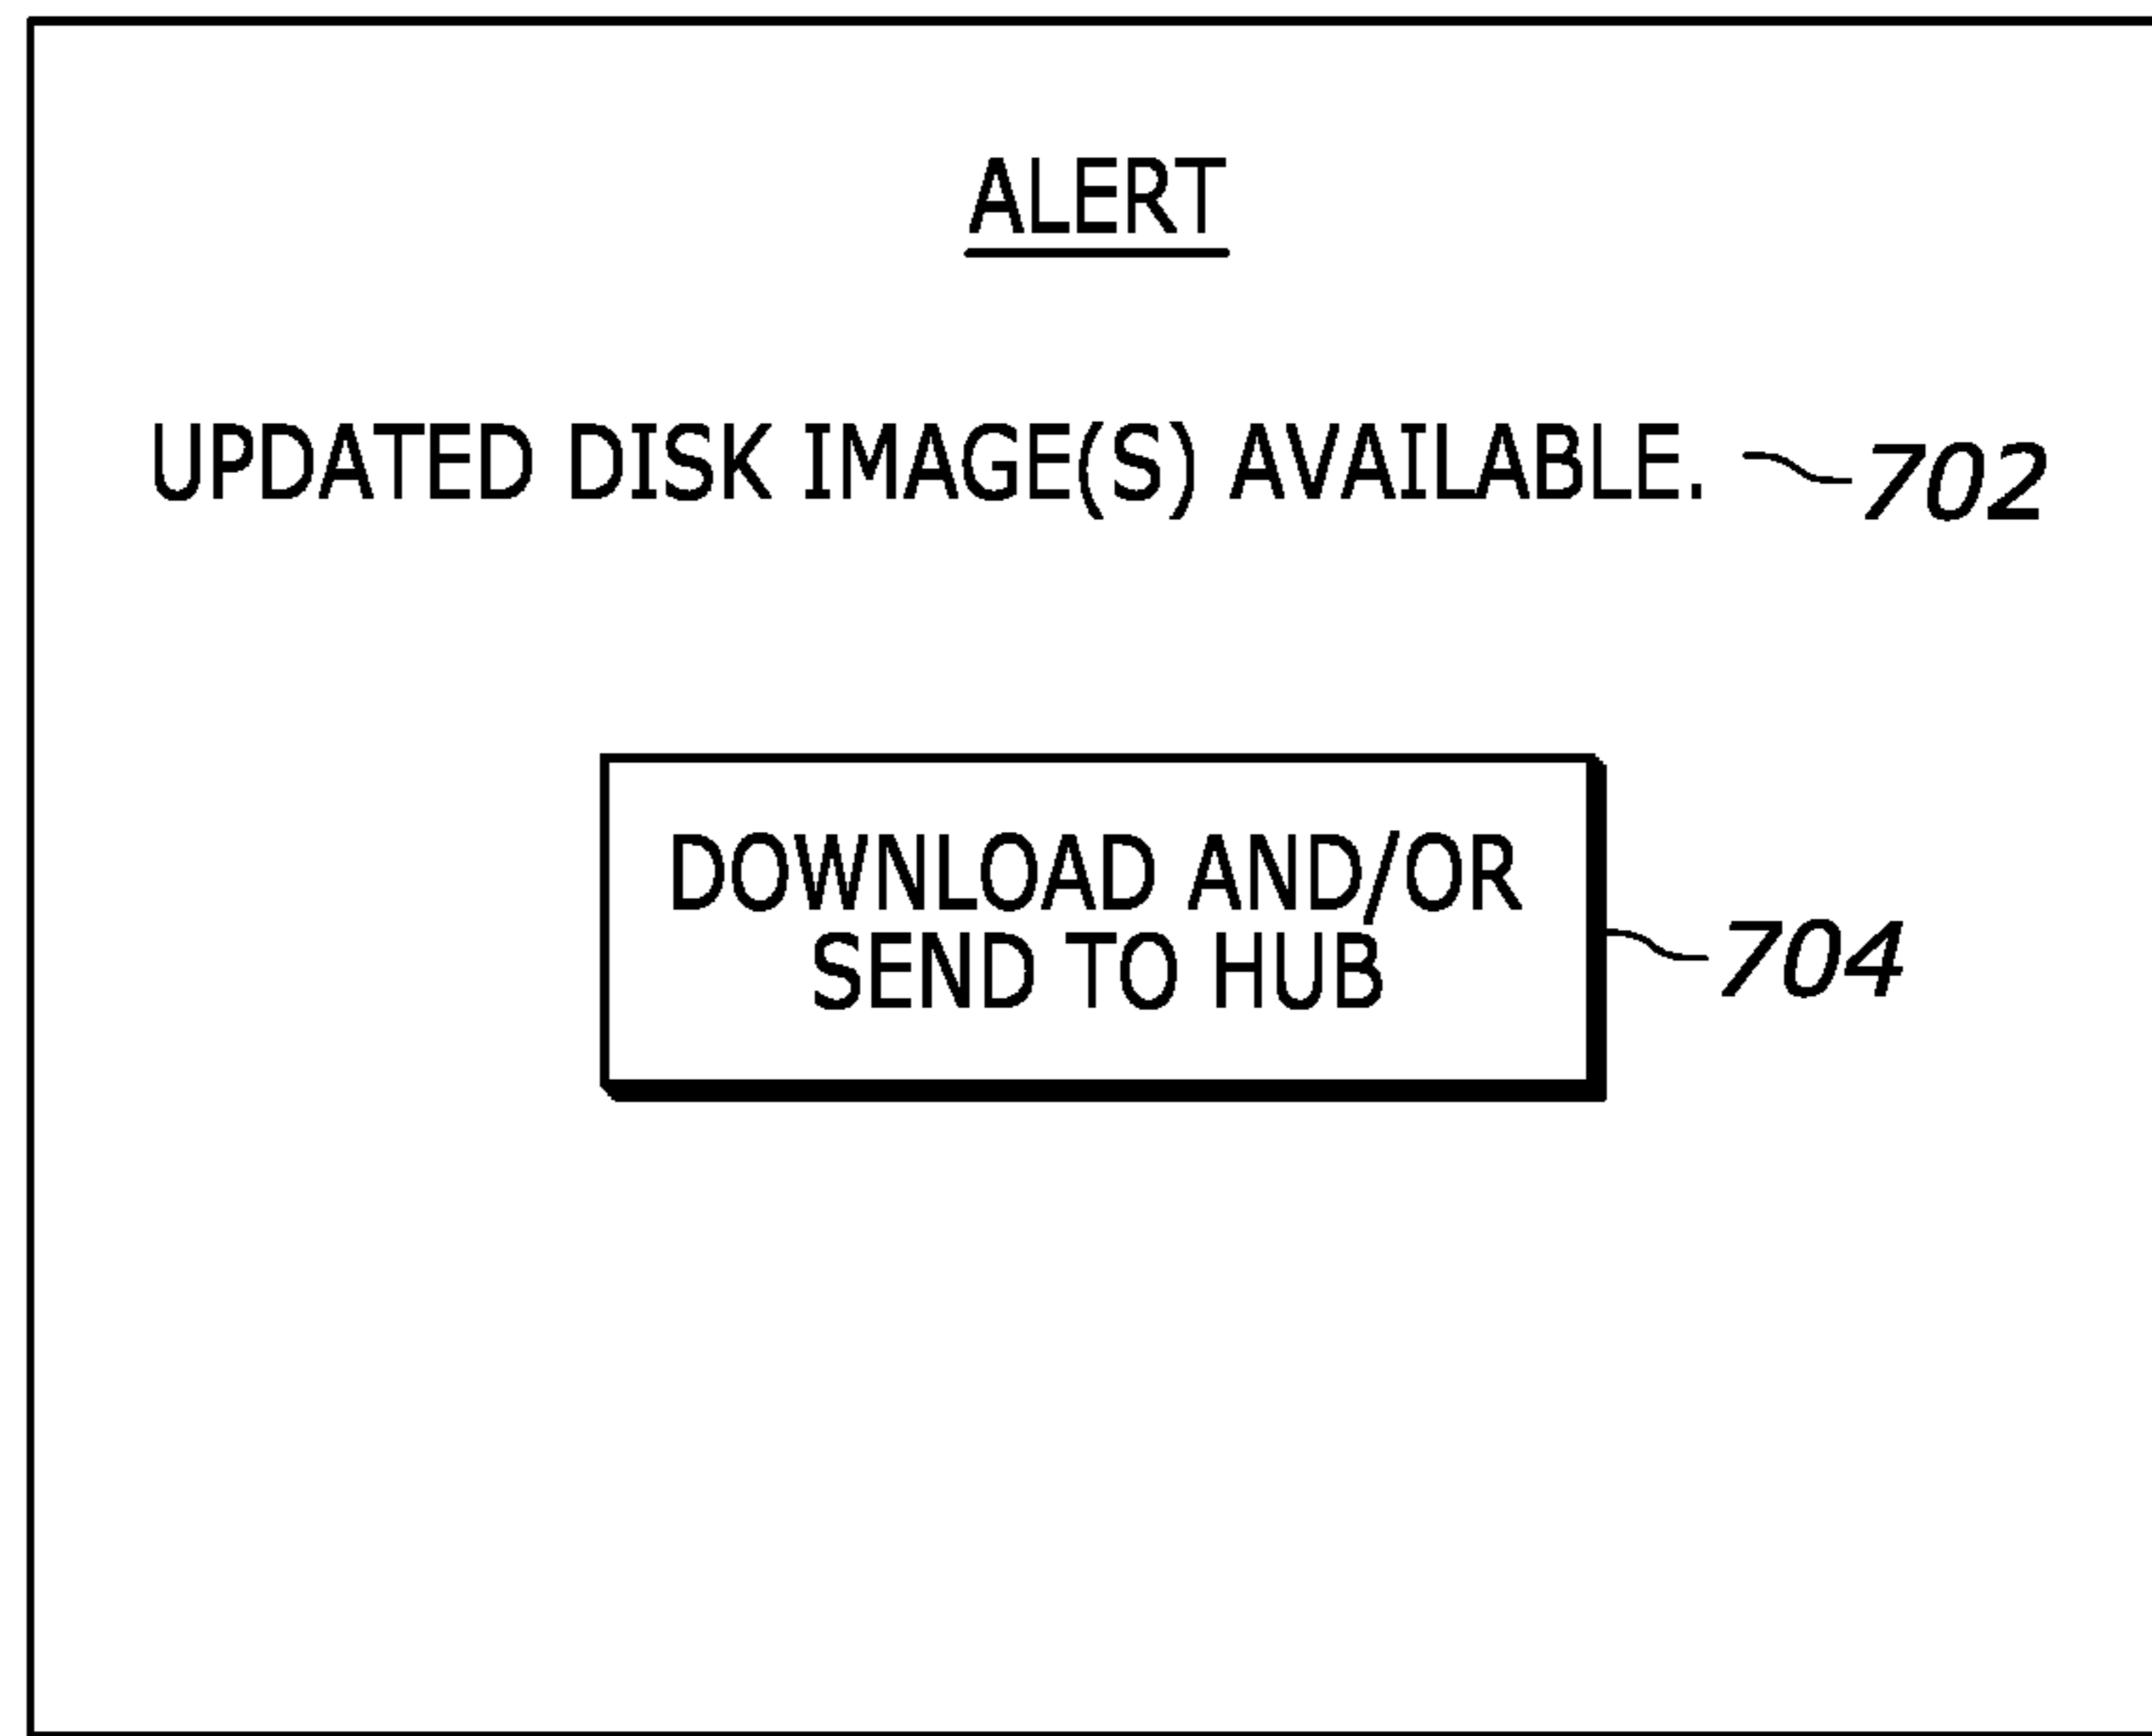 ALERT
UPDATED DISK IMAGE(S) AVAILABLE. 702
DOWNLOAD AND/OR
SEND TO HUB
704